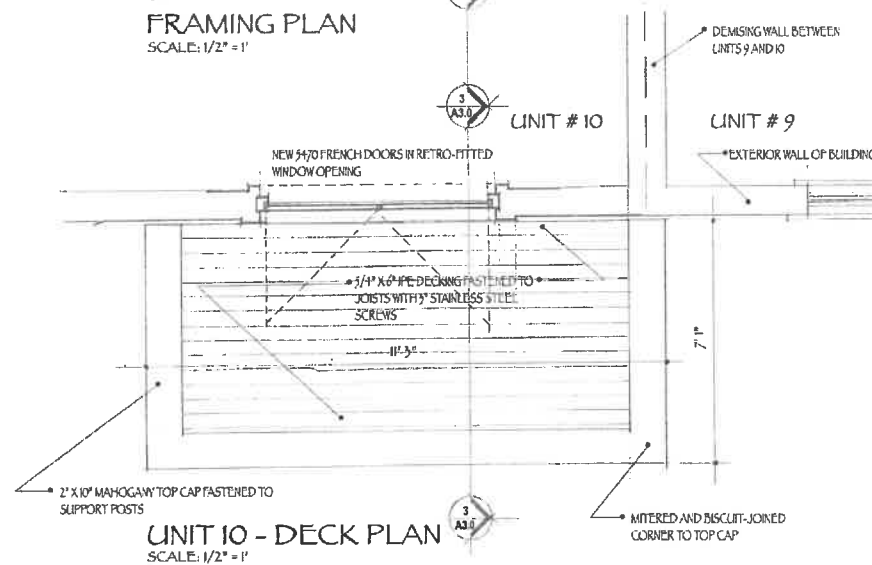 FRAMING PLAN
SCALE: 1/2" = 1'
DEMISING WALL BETWEEN
UNITS 9 AND 10
3
A3.0
UNIT # 10
UNIT # 9
NEW 5470 FRENCH DOORS IN RETRO-FITTED
WINDOW OPENING
EXTERIOR WALL OF BUILDING
5/4" X 6" IPE DECKING FASTENED TO
JOISTS WITH 3" STAINLESS STEEL
SCREWS
11'-3"
7' 1"
2" X 10" MAHOGANY TOP CAP FASTENED TO
SUPPORT POSTS
3
A3.0
MITERED AND BISCUIT-JOINED
CORNER TO TOP CAP
UNIT 10 - DECK PLAN
SCALE: 1/2" = 1'